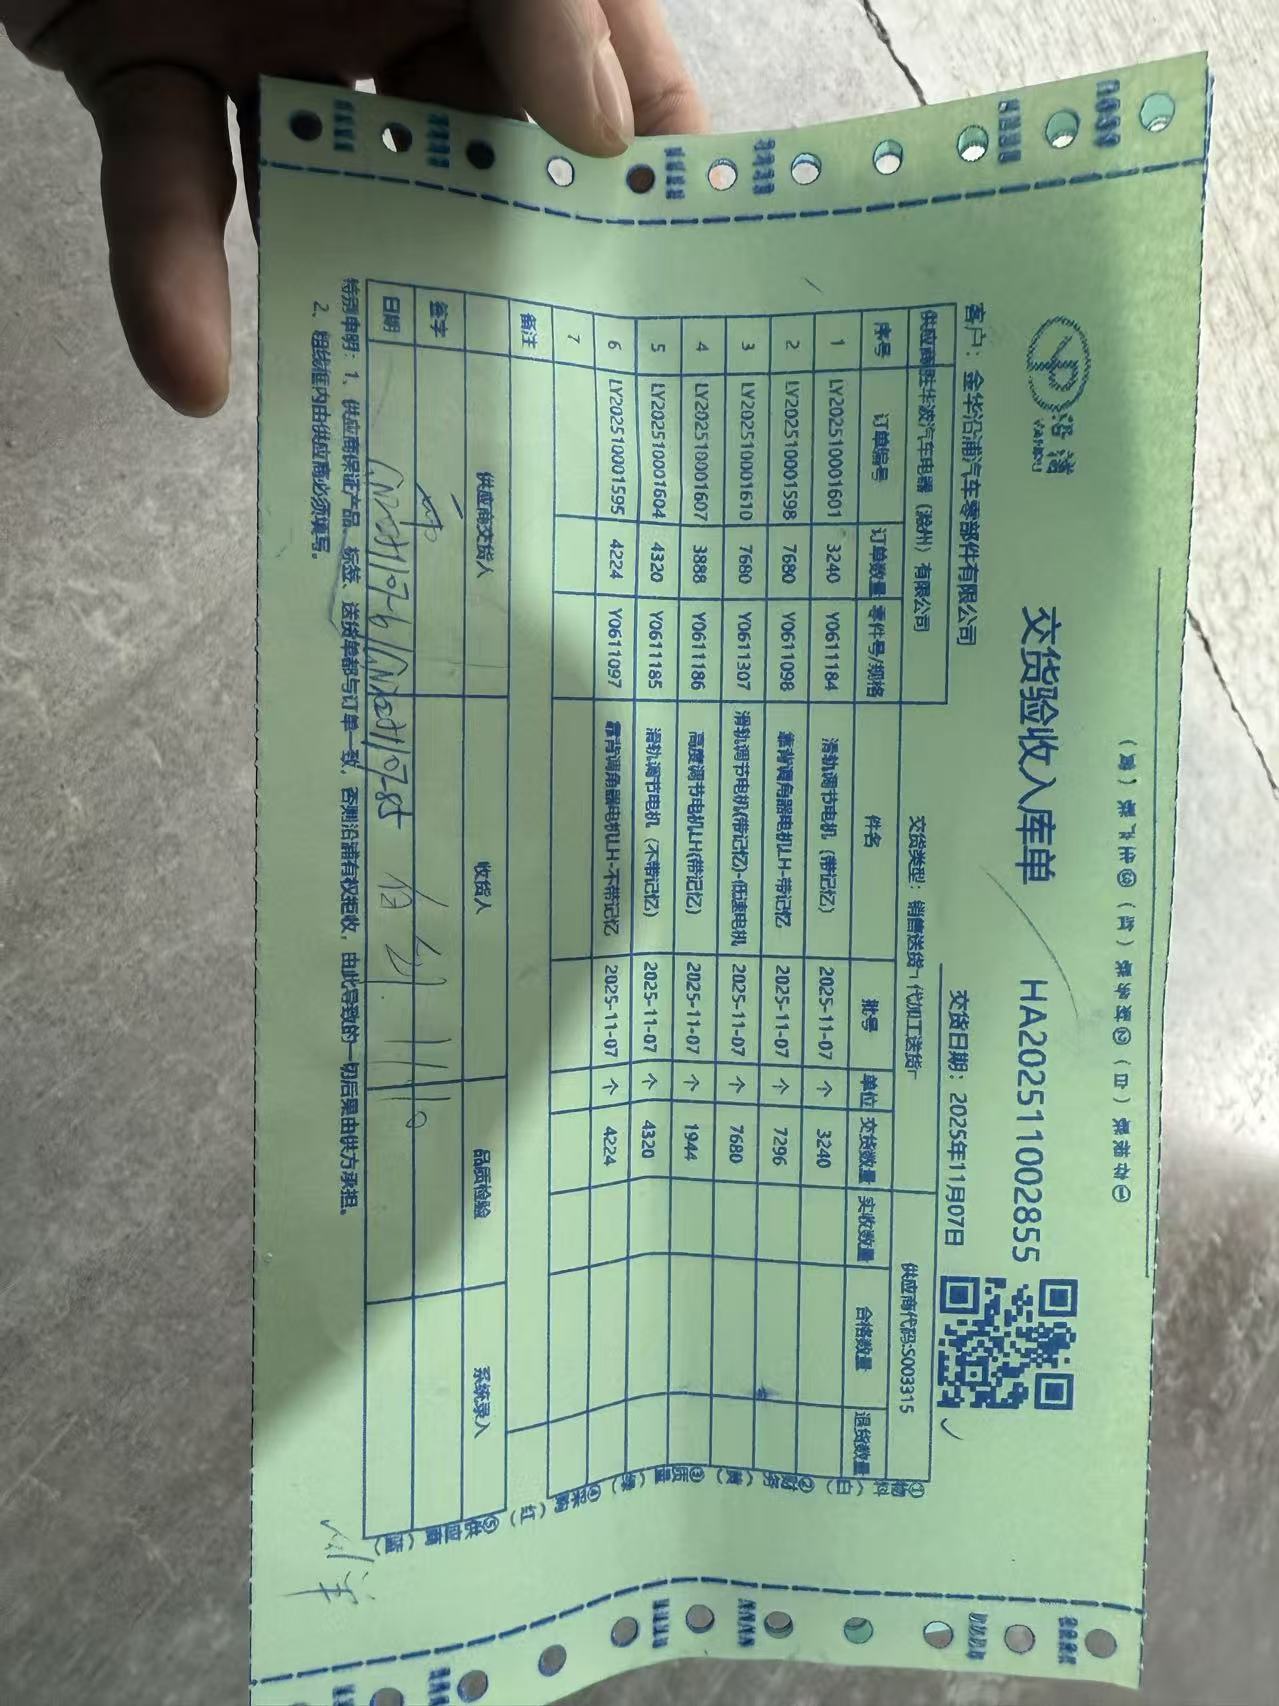 沿浦
YANPU
交货验收入库单
HA202511002855
客户：金华沿浦汽车零部件有限公司
交货日期：2025年11月07日
供应商胜华波汽车电器（滁州）有限公司 交货类型：销售送货 代加工送货 供应商代码:S003315
序号 订单编号 订单数量 零件号/规格 件名 批号 单位 交货数量 实收数量 合格数量 退货数量
1 LY202510001601 3240 Y0611184 滑轨调节电机（带记忆） 2025-11-07 个 3240
2 LY202510001598 7680 Y0611098 靠背调角器电机LH-带记忆 2025-11-07 个 7296
3 LY202510001610 7680 Y0611307 滑轨调节电机(带记忆)-低速电机 2025-11-07 个 7680
4 LY202510001607 3888 Y0611186 高度调节电机LH(带记忆) 2025-11-07 个 1944
5 LY202510001604 4320 Y0611185 滑轨调节电机（不带记忆） 2025-11-07 个 4320
6 LY202510001595 4224 Y0611097 靠背调角器电机LH-不带记忆 2025-11-07 个 4224
7
备注
供应商交货人 收货人 品质检验 系统录入
签字
日期
特别申明：1、供应商保证产品、标签、送货单都与订单一致，否则沿浦有权拒收，由此导致的一切后果由供方承担。
2、粗线框内由供应商必须填写。
①物料（白）②财务（黄）③质量（绿）④采购（红）⑤供应商（蓝）
①存根联（白）②财务联（红）